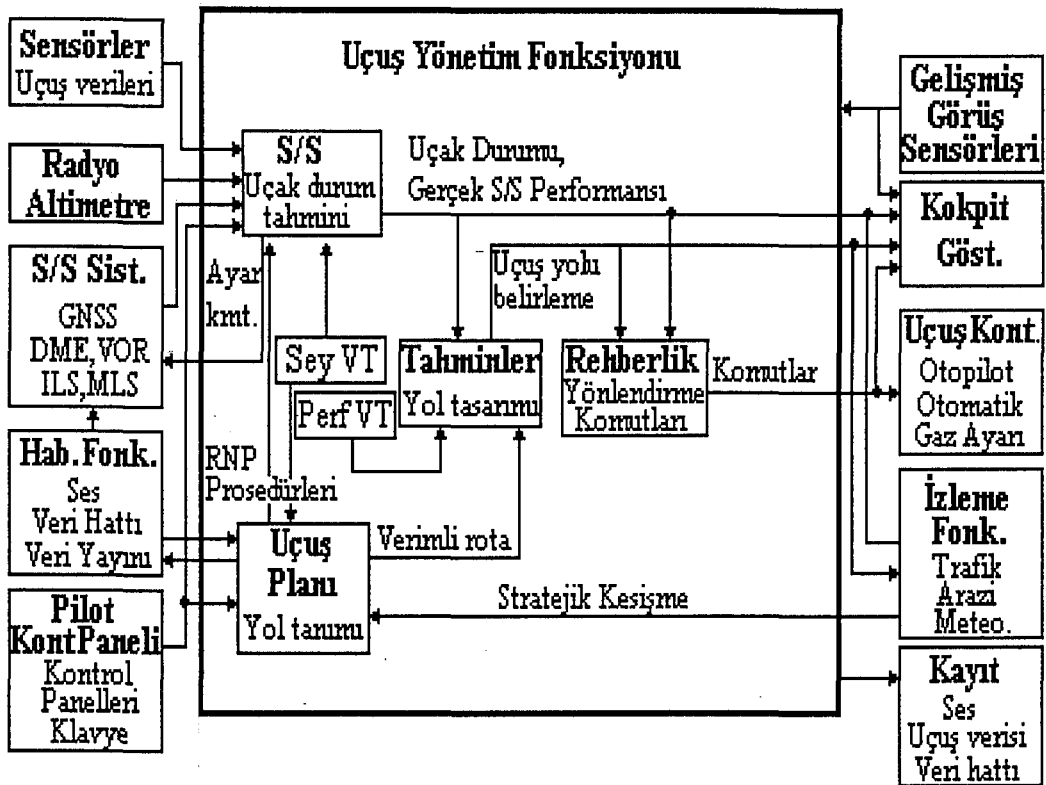 Uçuş Yönetim Fonksiyonu
Sensörler
Uçuş verileri
Radyo
Altimetre
S/S Sist.
GNSS
DME,VOR
ILS,MLS
Hab.Fonk.
Ses
Veri Hattı
Veri Yayını
Pilot
KontPaneli
Kontrol
Panelleri
Klavye
S/S
Uçak durum
tahmini
Uçak Durumu,
Gerçek S/S Performansı
Ayar
kmt.
Uçuş yolu
belirleme
Sey VT
Perf VT
Tahminler
Yol tasarımı
Rehberlik
Yönlendirme
Komutları
Komutlar
RNP
Prosedürleri
Uçuş
Planı
Yol tanımı
Verimli rota
Stratejik Kesişme
Gelişmiş
Görüş
Sensörleri
Kokpit
Göst.
Uçuş Kont.
Otopilot
Otomatik
Gaz Ayarı
İzleme
Fonk.
Trafik
Arazi
Meteo.
Kayıt
Ses
Uçuş verisi
Veri hattı